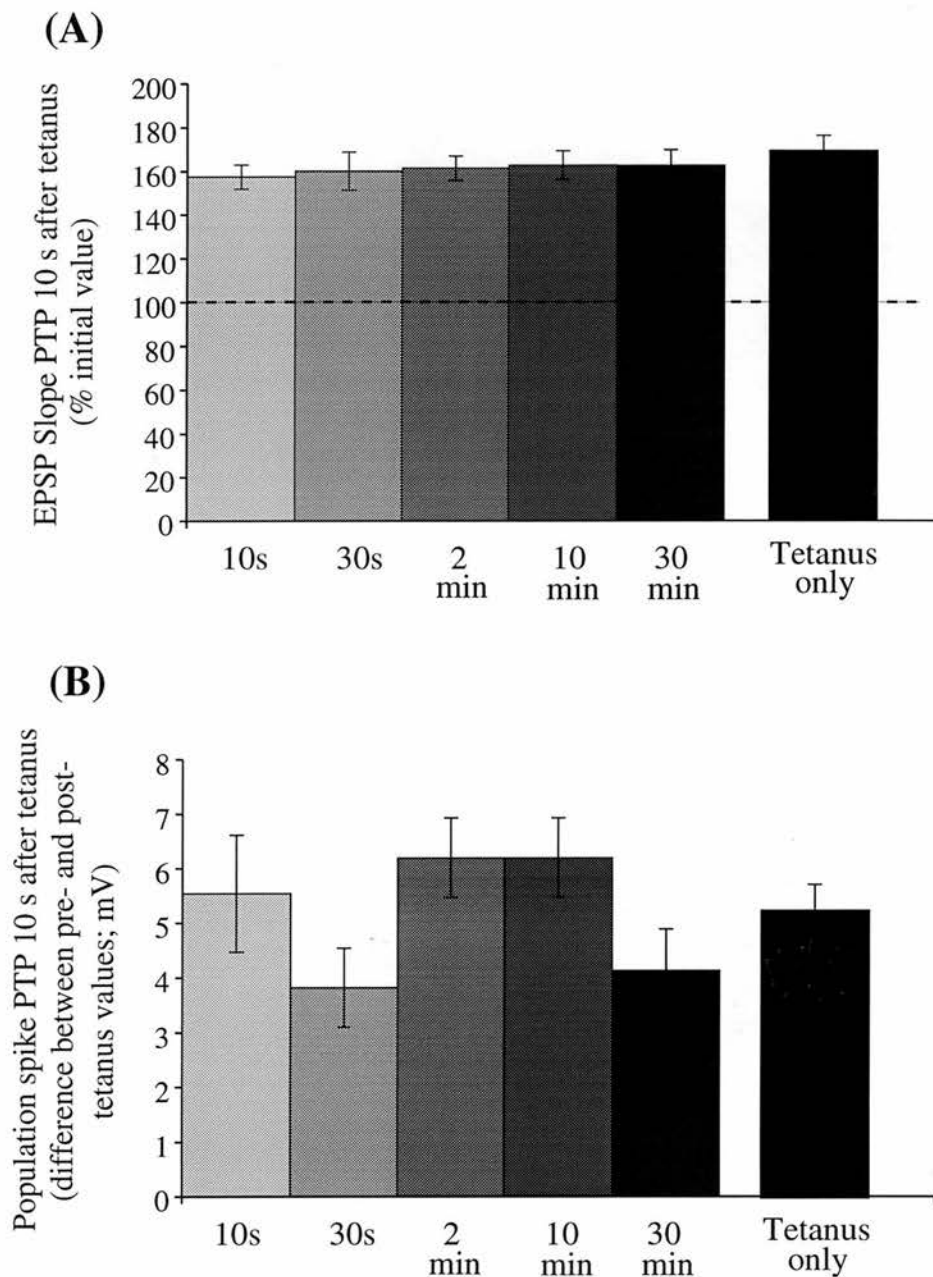 (A)
EPSP Slope PTP 10 s after tetanus
(% initial value)
200
180
160
140
120
100
80
60
40
20
0
10s
30s
2
min
10
min
30
min
Tetanus
only
(B)
Population spike PTP 10 s after tetanus
(difference between pre- and post-
tetanus values; mV)
8
7
6
5
4
3
2
1
0
10s
30s
2
min
10
min
30
min
Tetanus
only